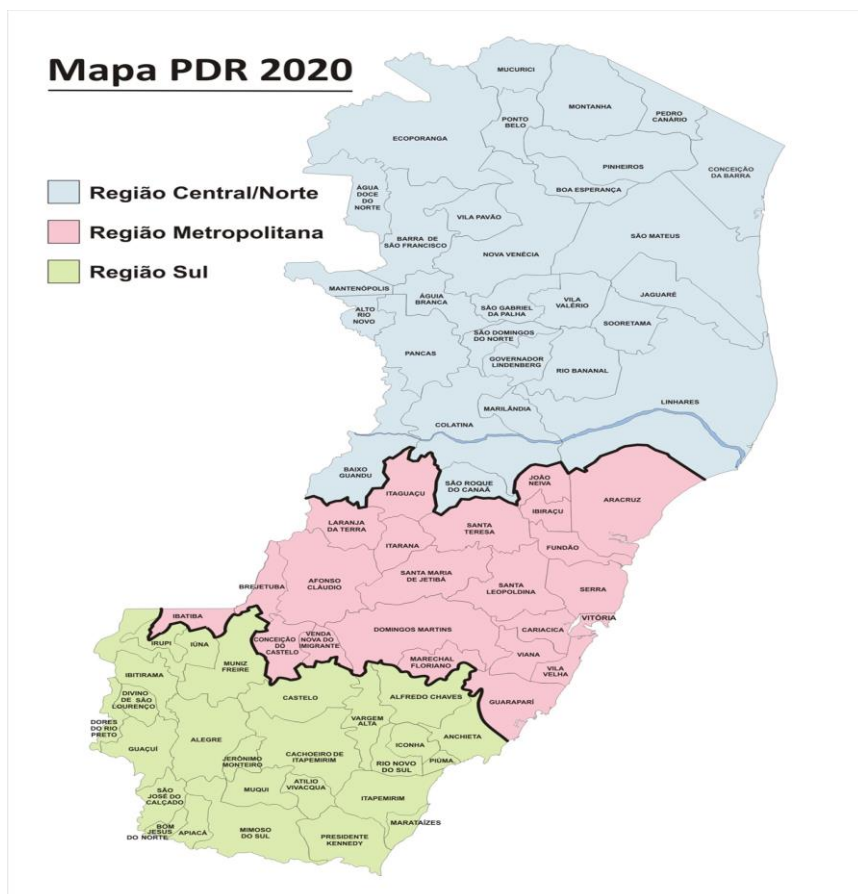 Mapa PDR 2020
Região Central/Norte
Região Metropolitana
Região Sul
MUCURICI
MONTANHA
PEDRO
CANÁRIO
PONTO
BELO
ECOPORANGA
PINHEIROS
CONCEIÇÃO
DA BARRA
ÁGUA
DOCE DO
NORTE
BOA ESPERANÇA
VILA PAVÃO
BARRA DE
SÃO FRANCISCO
SÃO MATEUS
NOVA VENÉCIA
MANTENÓPOLIS
ÁGUIA
BRANCA
JAGUARÉ
VILA
VALÉRIO
SÃO GABRIEL
DA PALHA
ALTO
RIO
NOVO
SOORETAMA
SÃO DOMINGOS
DO NORTE
PANCAS
GOVERNADOR
LINDENBERG
RIO BANANAL
LINHARES
MARILÂNDIA
COLATINA
BAIXO
GUANDU
SÃO ROQUE
DO CANAÃ
JOÃO
NEIVA
ITAGUAÇU
ARACRUZ
IBIRAÇU
LARANJA
DA TERRA
SANTA
TERESA
ITARANA
FUNDÃO
SANTA MARIA
DE JETIBÁ
AFONSO
CLÁUDIO
BREJETUBA
SANTA
LEOPOLDINA
SERRA
IBATIBA
VITÓRIA
DOMINGOS MARTINS
CARIACICA
CONCEIÇÃO
DO
CASTELO
VENDA
NOVA DO
IMIGRANTE
VIANA
MARECHAL
FLORIANO
VILA
VELHA
GUARAPARÍ
IRUPI
IÚNA
MUNIZ
FREIRE
IBITIRAMA
DIVINO
DE SÃO
LOURENÇO
CASTELO
ALFREDO CHAVES
DORES
DO RIO
PRETO
VARGEM
ALTA
ANCHIETA
GUAÇUÍ
ALEGRE
ICONHA
CACHOEIRO DE
ITAPEMIRIM
JERÔNIMO
MONTEIRO
RIO NOVO
DO SUL
PIÚMA
SÃO
JOSÉ DO
CALÇADO
MUQUI
ATILIO
VIVACQUA
ITAPEMIRIM
MARATAÍZES
BOM
JESUS
DO NORTE
APIACÁ
MIMOSO
DO SUL
PRESIDENTE
KENNEDY